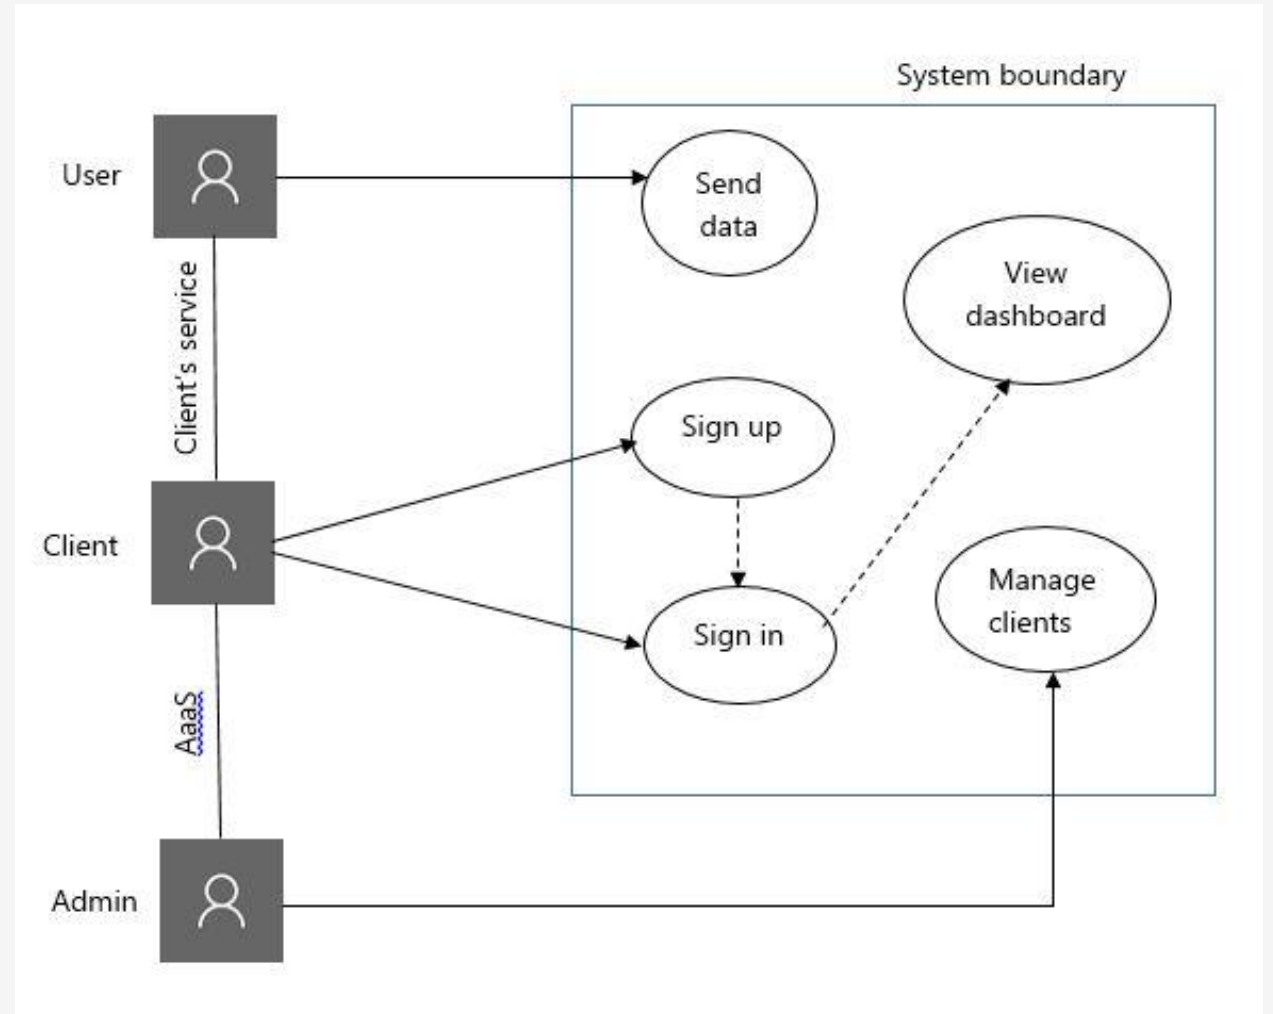 System boundary
User
Send
data
View
dashboard
Client's service
Sign up
Client
Manage
clients
Sign in
AaaS
Admin